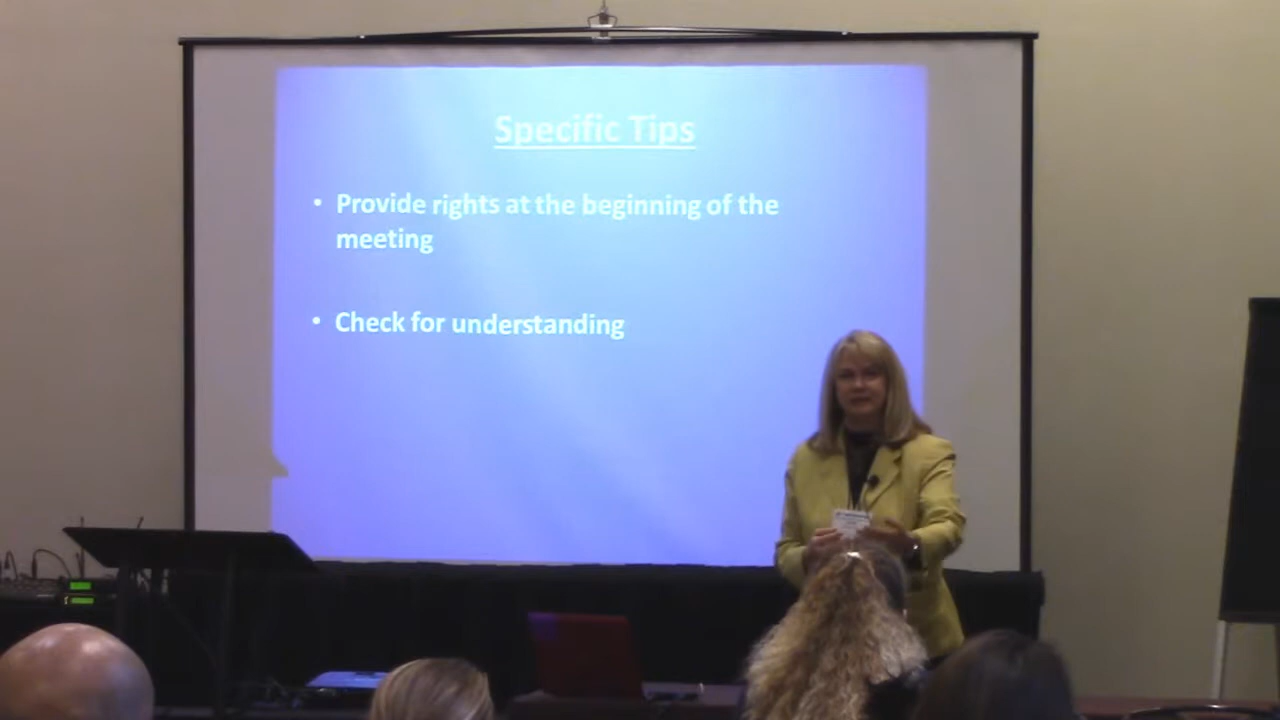 Specific Tips
• Provide rights at the beginning of the
meeting
• Check for understanding